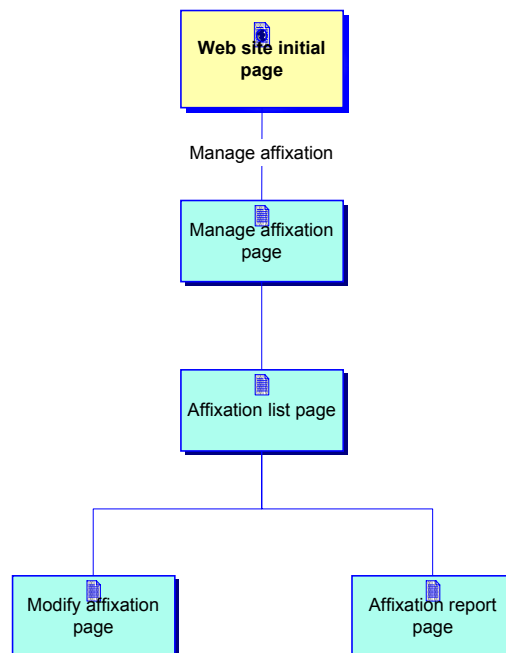 Web site initial
page
Manage affixation
Manage affixation
page
Affixation list page
Modify affixation
page
Affixation report
page